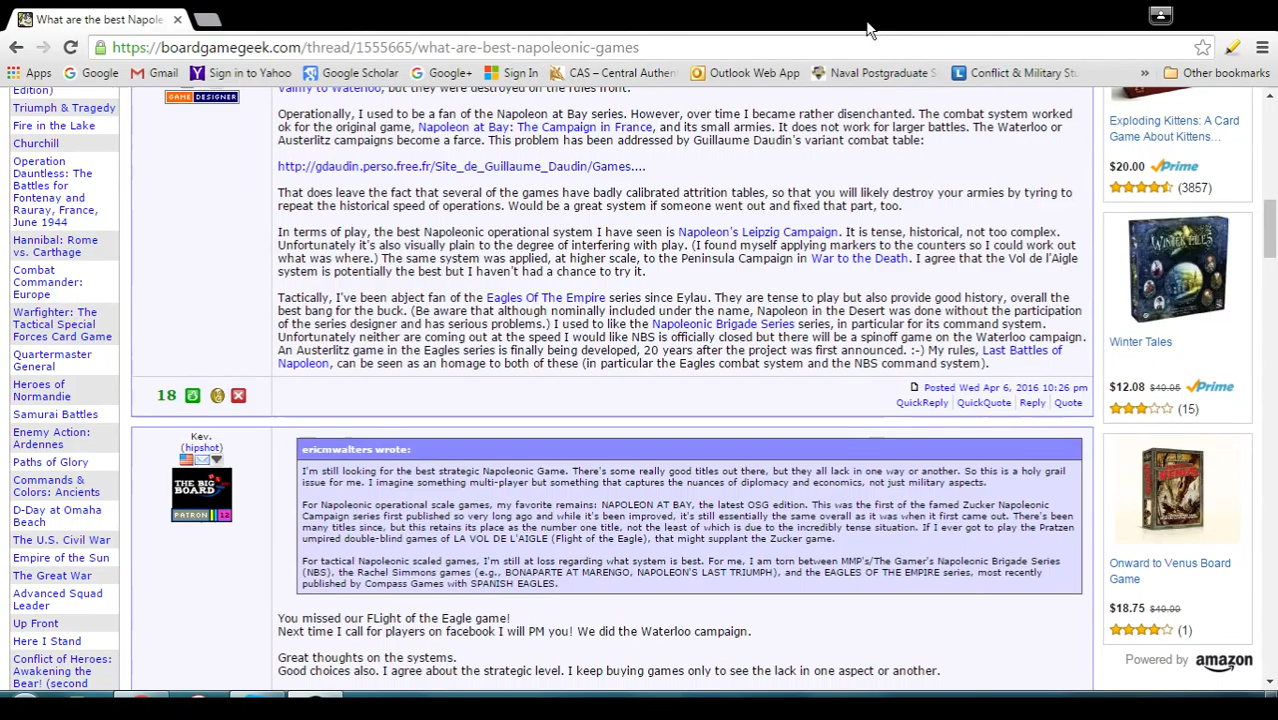 What are the best Napole
https://boardgamegeek.com/thread/1555665/what-are-best-napoleonic-games
Apps
Google
Gmail
Sign in to Yahoo
Google Scholar
Google+
Sign In
CAS – Central Authen
Outlook Web App
Naval Postgraduate S
Conflict & Military Stu
»
Other bookmarks
Edition)
Triumph & Tragedy
Fire in the Lake
Churchill
Operation
Dauntless: The
Battles for
Fontenay and
Rauray, France,
June 1944
Hannibal: Rome
vs. Carthage
Combat
Commander:
Europe
Warfighter: The
Tactical Special
Forces Card Game
Quartermaster
General
Heroes of
Normandie
Samurai Battles
Enemy Action:
Ardennes
Paths of Glory
Commands &
Colors: Ancients
D-Day at Omaha
Beach
The U.S. Civil War
Empire of the Sun
The Great War
Advanced Squad
Leader
Up Front
Here I Stand
Conflict of Heroes:
Awakening the
Bear! (second
GAME DESIGNER
Valmy to Waterloo, but they were destroyed on the rules front.
Operationally, I used to be a fan of the Napoleon at Bay series. However, over time I became rather disenchanted. The combat system worked
ok for the original game, Napoleon at Bay: The Campaign in France, and its small armies. It does not work for larger battles. The Waterloo or
Austerlitz campaigns become a farce. This problem has been addressed by Guillaume Daudin's variant combat table:
http://gdaudin.perso.free.fr/Site_de_Guillaume_Daudin/Games....
That does leave the fact that several of the games have badly calibrated attrition tables, so that you will likely destroy your armies by tyring to
repeat the historical speed of operations. Would be a great system if someone went out and fixed that part, too.
In terms of play, the best Napoleonic operational system I have seen is Napoleon's Leipzig Campaign. It is tense, historical, not too complex.
Unfortunately it's also visually plain to the degree of interfering with play. (I found myself applying markers to the counters so I could work out
what was where.) The same system was applied, at higher scale, to the Peninsula Campaign in War to the Death. I agree that the Vol de l'Aigle
system is potentially the best but I haven't had a chance to try it.
Tactically, I've been abject fan of the Eagles Of The Empire series since Eylau. They are tense to play but also provide good history, overall the
best bang for the buck. (Be aware that although nominally included under the name, Napoleon in the Desert was done without the participation
of the series designer and has serious problems.) I used to like the Napoleonic Brigade Series series, in particular for its command system.
Unfortunately neither are coming out at the speed I would like NBS is officially closed but there will be a spinoff game on the Waterloo campaign.
An Austerlitz game in the Eagles series is finally being developed, 20 years after the project was first announced. :-) My rules, Last Battles of
Napoleon, can be seen as an homage to both of these (in particular the Eagles combat system and the NBS command system).
18
Posted Wed Apr 6, 2016 10:26 pm
QuickReply QuickQuote Reply Quote
Kev.
(hipshot)
THE BIG
BOARD
PATRON 12
ericmwalters wrote:
I'm still looking for the best strategic Napoleonic Game. There's some really good titles out there, but they all lack in one way or another. So this is a holy grail
issue for me. I imagine something multi-player but something that captures the nuances of diplomacy and economics, not just military aspects.
For Napoleonic operational scale games, my favorite remains: NAPOLEON AT BAY, the latest OSG edition. This was the first of the famed Zucker Napoleonic
Campaign series first published so very long ago and while it's been improved, it's still essentially the same overall as it was when it first came out. There's been
many titles since, but this retains its place as the number one title, not the least of which is due to the incredibly tense situation. If I ever got to play the Pratzen
umpired double-blind games of LA VOL DE L'AIGLE (Flight of the Eagle), that might supplant the Zucker game.
For tactical Napoleonic scaled games, I'm still at loss regarding what system is best. For me, I am torn between MMP's/The Gamer's Napoleonic Brigade Series
(NBS), the Rachel Simmons games (e.g., BONAPARTE AT MARENGO, NAPOLEON'S LAST TRIUMPH), and the EAGLES OF THE EMPIRE series, most recently
published by Compass Games with SPANISH EAGLES.
You missed our FLight of the Eagle game!
Next time I call for players on facebook I will PM you! We did the Waterloo campaign.
Great thoughts on the systems.
Good choices also. I agree about the strategic level. I keep buying games only to see the lack in one aspect or another.
Exploding Kittens: A Card
Game About Kittens...
$20.00 Prime
(3857)
WINTER TALES
Winter Tales
$12.08 $49.95 Prime
(15)
Onward to Venus Board
Game
$18.75 $40.00
(1)
Powered by amazon